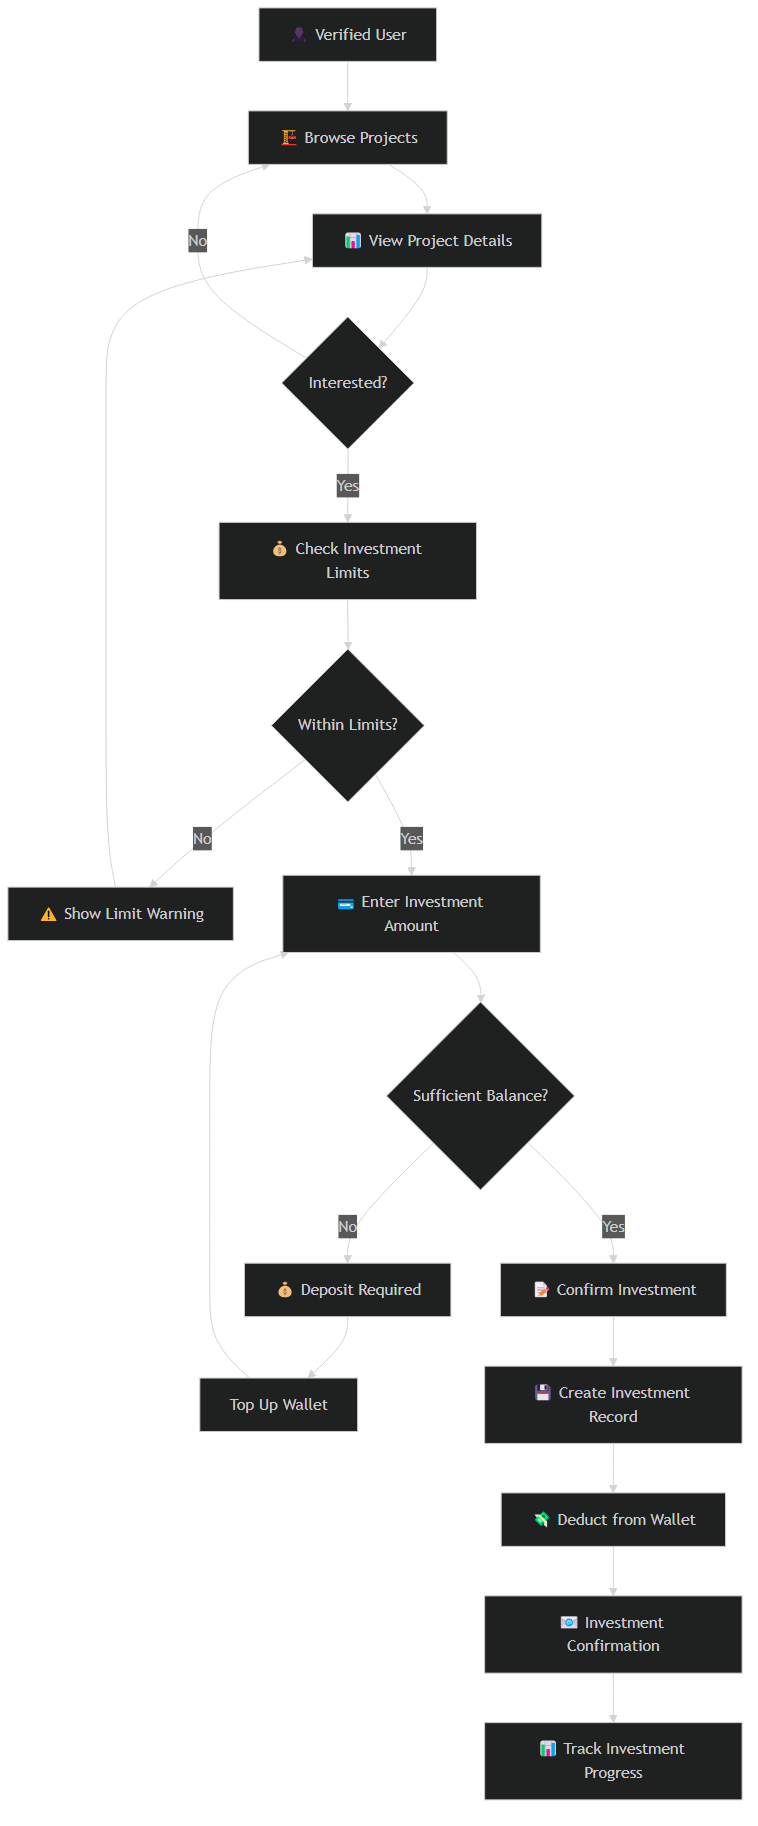 Verified User
Browse Projects
No
View Project Details
Interested?
Yes
Check Investment
Limits
Within Limits?
No
Yes
Show Limit Warning
Enter Investment
Amount
Sufficient Balance?
No
Yes
Deposit Required
Confirm Investment
Top Up Wallet
Create Investment
Record
Deduct from Wallet
Investment
Confirmation
Track Investment
Progress